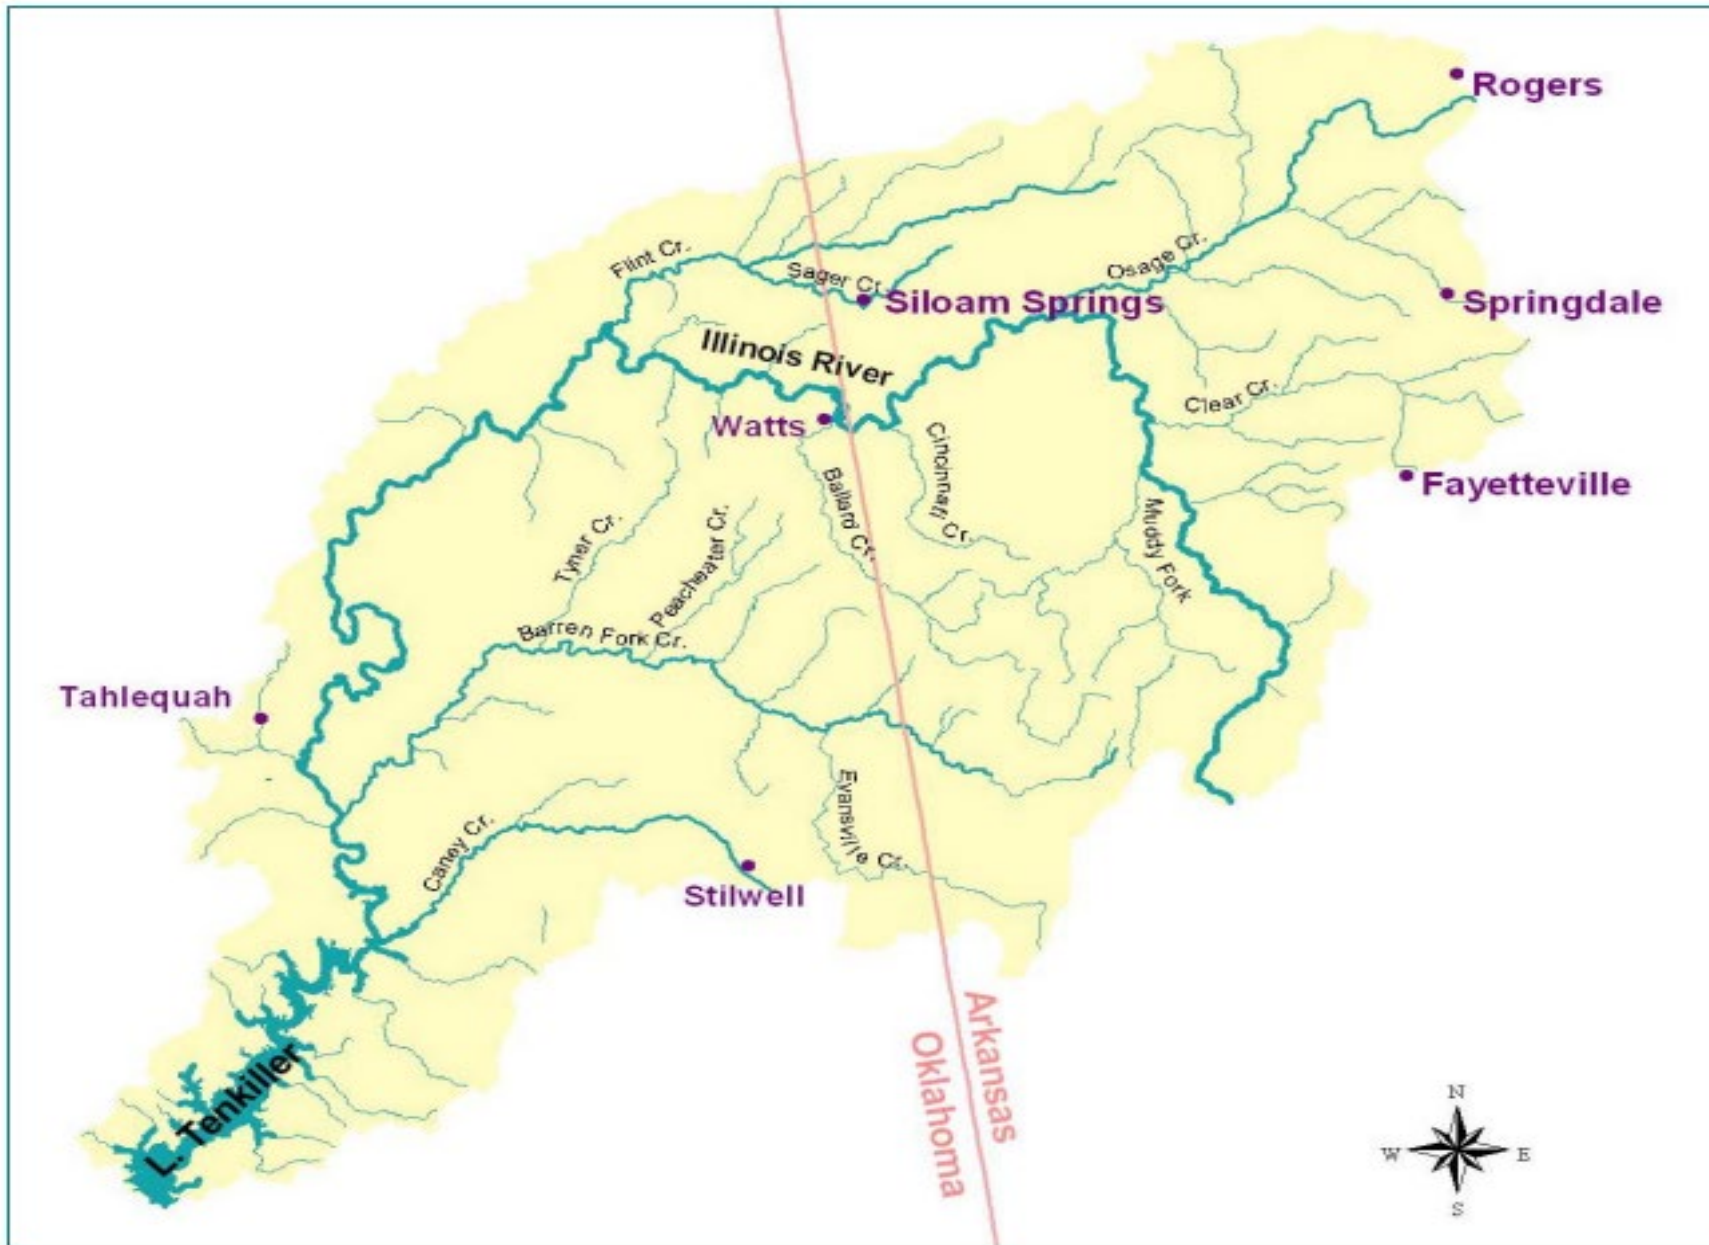 Rogers
Flint Cr.
Sager Cr.
Osage Cr.
Siloam Springs
Springdale
Illinois River
Clear Cr.
Watts
Fayetteville
Cincinnati Cr.
Ballard Cr.
Muddy Fork
Tyner Cr.
Peacheater Cr.
Barren Fork Cr.
Tahlequah
Evansville Cr.
Caney Cr.
Stilwell
Arkansas
Oklahoma
L. Tenkiller
N
W
E
S